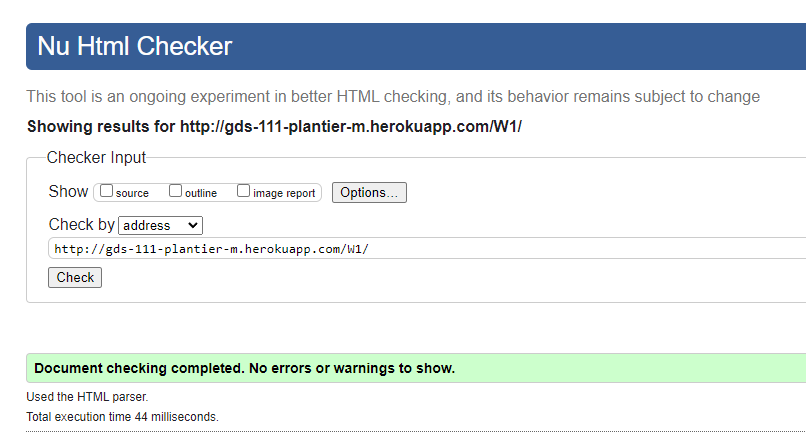 Nu Html Checker
This tool is an ongoing experiment in better HTML checking, and its behavior remains subject to change
Showing results for http://gds-111-plantier-m.herokuapp.com/W1/
Checker Input
Show source outline image report Options...
Check by address
http://gds-111-plantier-m.herokuapp.com/W1/
Check
Document checking completed. No errors or warnings to show.
Used the HTML parser.
Total execution time 44 milliseconds.